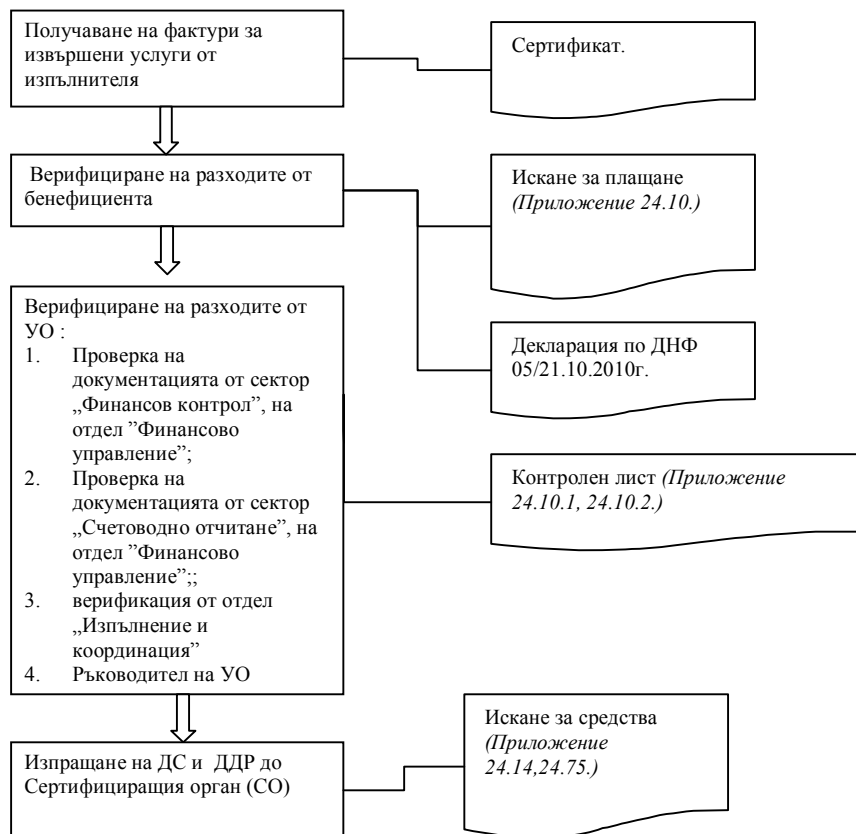 Получаване на фактури за
извършени услуги от
изпълнителя
Сертификат.
Верифициране на разходите от
бенефициента
Искане за плащане
(Приложение 24.10.)
Декларация по ДНФ
05/21.10.2010г.
Верифициране на разходите от
УО :
1. Проверка на
документацията от сектор
„Финансов контрол”, на
отдел ”Финансово
управление”;
2. Проверка на
документацията от сектор
„Счетоводно отчитане”, на
отдел ”Финансово
управление”;;
3. верификация от отдел
„Изпълнение и
координация”
4. Ръководител на УО
Контролен лист (Приложение
24.10.1, 24.10.2.)
Изпращане на ДС и ДДР до
Сертифициращия орган (СО)
Искане за средства
(Приложение
24.14,24.75.)